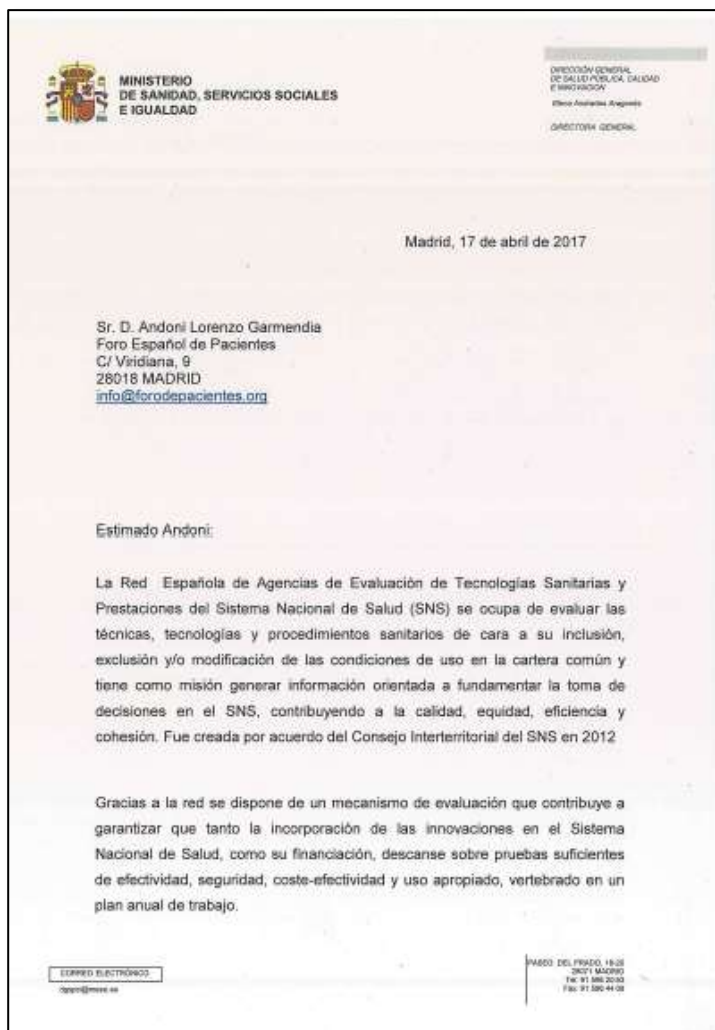 MINISTERIO
DE SANIDAD, SERVICIOS SOCIALES
E IGUALDAD
DIRECCIÓN GENERAL
DE SALUD PÚBLICA, CALIDAD
E INNOVACIÓN
DIRECTORA GENERAL
Madrid, 17 de abril de 2017
Sr. D. Andoni Lorenzo Garmendia
Foro Español de Pacientes
C/ Viridiana, 9
28018 MADRID
info@forodepacientes.org
Estimado Andoni:
La Red Española de Agencias de Evaluación de Tecnologías Sanitarias y
Prestaciones del Sistema Nacional de Salud (SNS) se ocupa de evaluar las
técnicas, tecnologías y procedimientos sanitarios de cara a su inclusión,
exclusión y/o modificación de las condiciones de uso en la cartera común y
tiene como misión generar información orientada a fundamentar la toma de
decisiones en el SNS, contribuyendo a la calidad, equidad, eficiencia y
cohesión. Fue creada por acuerdo del Consejo Interterritorial del SNS en 2012
Gracias a la red se dispone de un mecanismo de evaluación que contribuye a
garantizar que tanto la incorporación de las innovaciones en el Sistema
Nacional de Salud, como su financiación, descanse sobre pruebas suficientes
de efectividad, seguridad, coste-efectividad y uso apropiado, vertebrado en un
plan anual de trabajo.
CORREO ELECTRÓNICO
PASEO DEL PRADO, 18-20
28071 MADRID